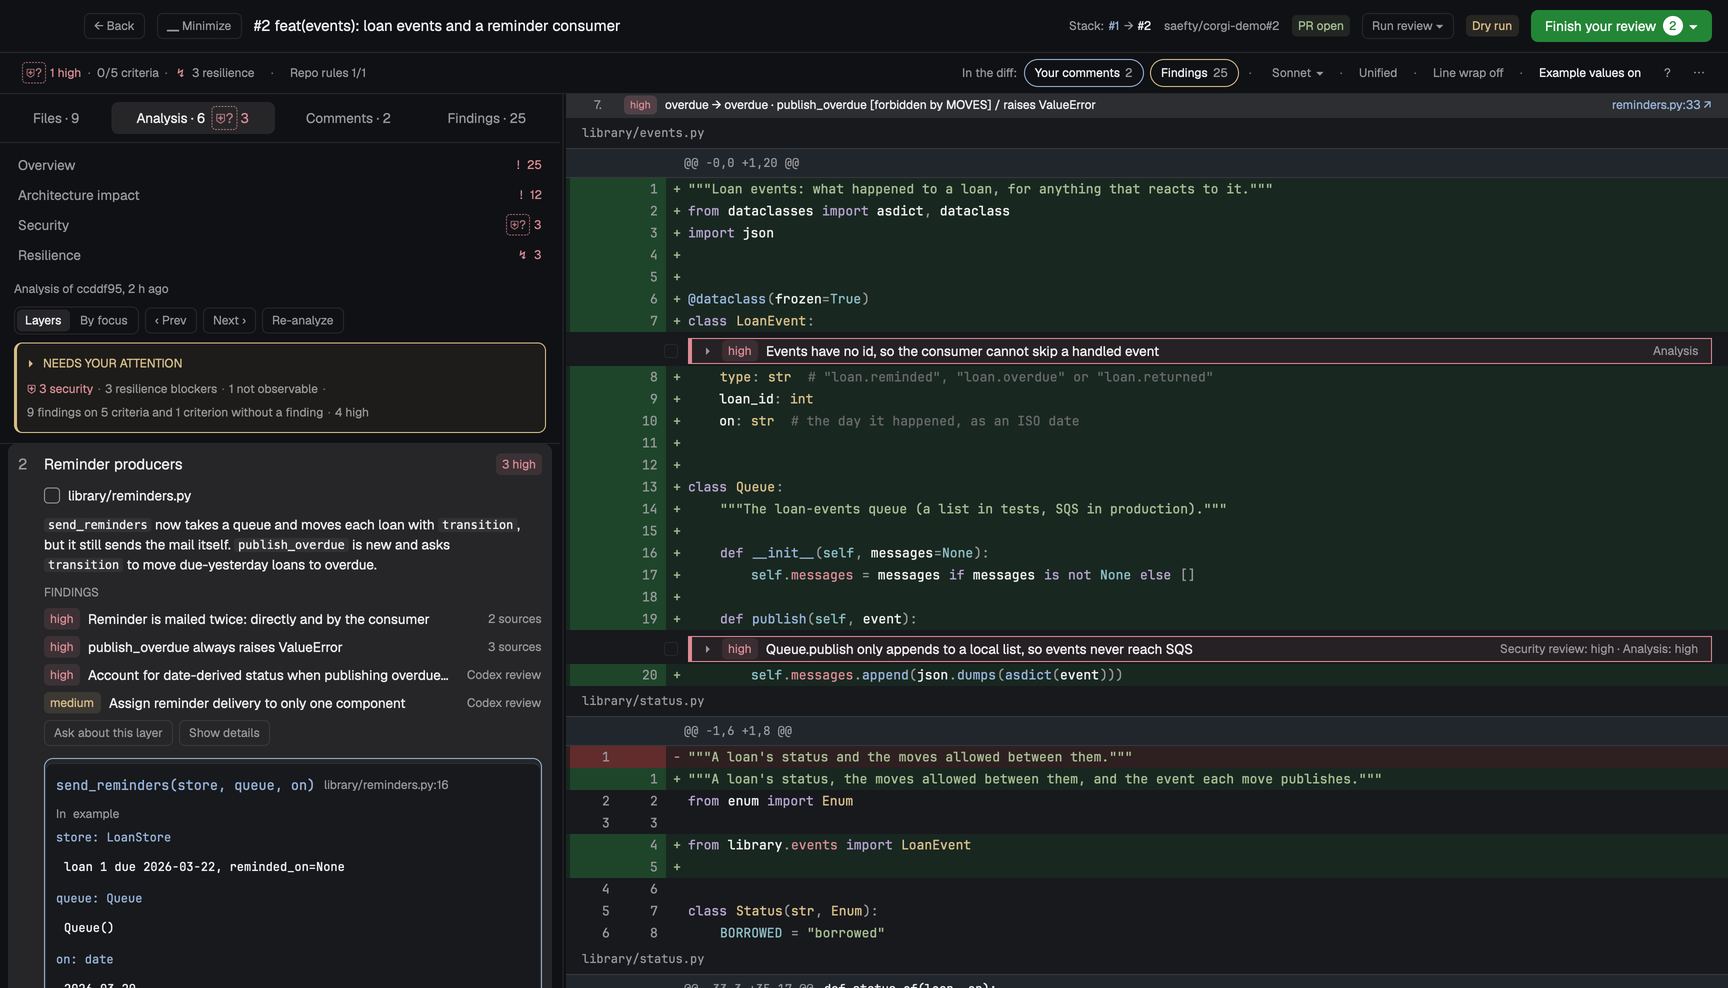 ← Back
__ Minimize
#2 feat(events): loan events and a reminder consumer
Stack: #1 → #2
saefty/corgi-demo#2
PR open
Run review
Dry run
Finish your review 2
? 1 high · 0/5 criteria · 3 resilience · Repo rules 1/1
In the diff: Your comments 2 Findings 25 · Sonnet · Unified · Line wrap off · Example values on ? ···
Files · 9
Analysis · 6 ? 3
Comments · 2
Findings · 25
Overview ! 25
Architecture impact ! 12
Security ? 3
Resilience 3
Analysis of ccddf95, 2 h ago
Layers By focus ‹ Prev Next › Re-analyze
NEEDS YOUR ATTENTION
3 security · 3 resilience blockers · 1 not observable ·
9 findings on 5 criteria and 1 criterion without a finding · 4 high
2 Reminder producers 3 high
library/reminders.py
send_reminders now takes a queue and moves each loan with transition,
but it still sends the mail itself. publish_overdue is new and asks
transition to move due-yesterday loans to overdue.
FINDINGS
high Reminder is mailed twice: directly and by the consumer 2 sources
high publish_overdue always raises ValueError 3 sources
high Account for date-derived status when publishing overdue… Codex review
medium Assign reminder delivery to only one component Codex review
Ask about this layer Show details
send_reminders(store, queue, on) library/reminders.py:16
In example
store: LoanStore
loan 1 due 2026-03-22, reminded_on=None
queue: Queue
Queue()
on: date
2026-03-20
7. high overdue → overdue · publish_overdue [forbidden by MOVES] / raises ValueError reminders.py:33 ↗
library/events.py
@@ -0,0 +1,20 @@
1 + """Loan events: what happened to a loan, for anything that reacts to it."""
2 + from dataclasses import asdict, dataclass
3 + import json
4 +
5 +
6 + @dataclass(frozen=True)
7 + class LoanEvent:
high Events have no id, so the consumer cannot skip a handled event Analysis
8 + type: str # "loan.reminded", "loan.overdue" or "loan.returned"
9 + loan_id: int
10 + on: str # the day it happened, as an ISO date
11 +
12 +
13 + class Queue:
14 + """The loan-events queue (a list in tests, SQS in production)."""
15 +
16 + def __init__(self, messages=None):
17 + self.messages = messages if messages is not None else []
18 +
19 + def publish(self, event):
high Queue.publish only appends to a local list, so events never reach SQS Security review: high · Analysis: high
20 + self.messages.append(json.dumps(asdict(event)))
library/status.py
@@ -1,6 +1,8 @@
1 - """A loan's status and the moves allowed between them."""
1 + """A loan's status, the moves allowed between them, and the event each move publishes."""
2 2 from enum import Enum
3 3
4 + from library.events import LoanEvent
5 +
4 6
5 7 class Status(str, Enum):
6 8 BORROWED = "borrowed"
library/status.py
@@ -33,3 +35,17 @@ def status_of(loan, on):